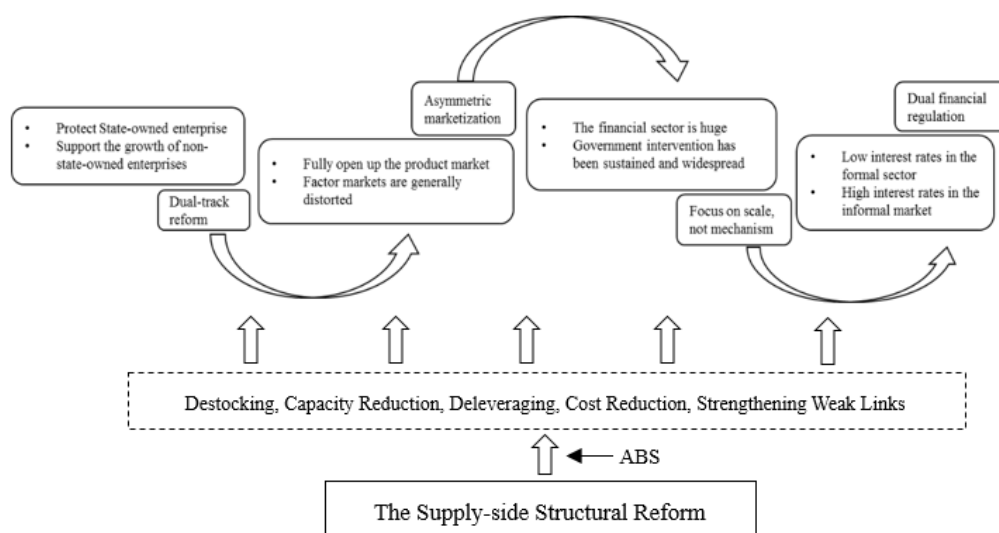 • Protect State-owned enterprise
• Support the growth of non-
state-owned enterprises
Dual-track
reform
Asymmetric
marketization
• Fully open up the product market
• Factor markets are generally
distorted
• The financial sector is huge
• Government intervention has
been sustained and widespread
Focus on scale,
not mechanism
Dual financial
regulation
• Low interest rates in the
formal sector
• High interest rates in the
informal market
Destocking, Capacity Reduction, Deleveraging, Cost Reduction, Strengthening Weak Links
ABS
The Supply-side Structural Reform